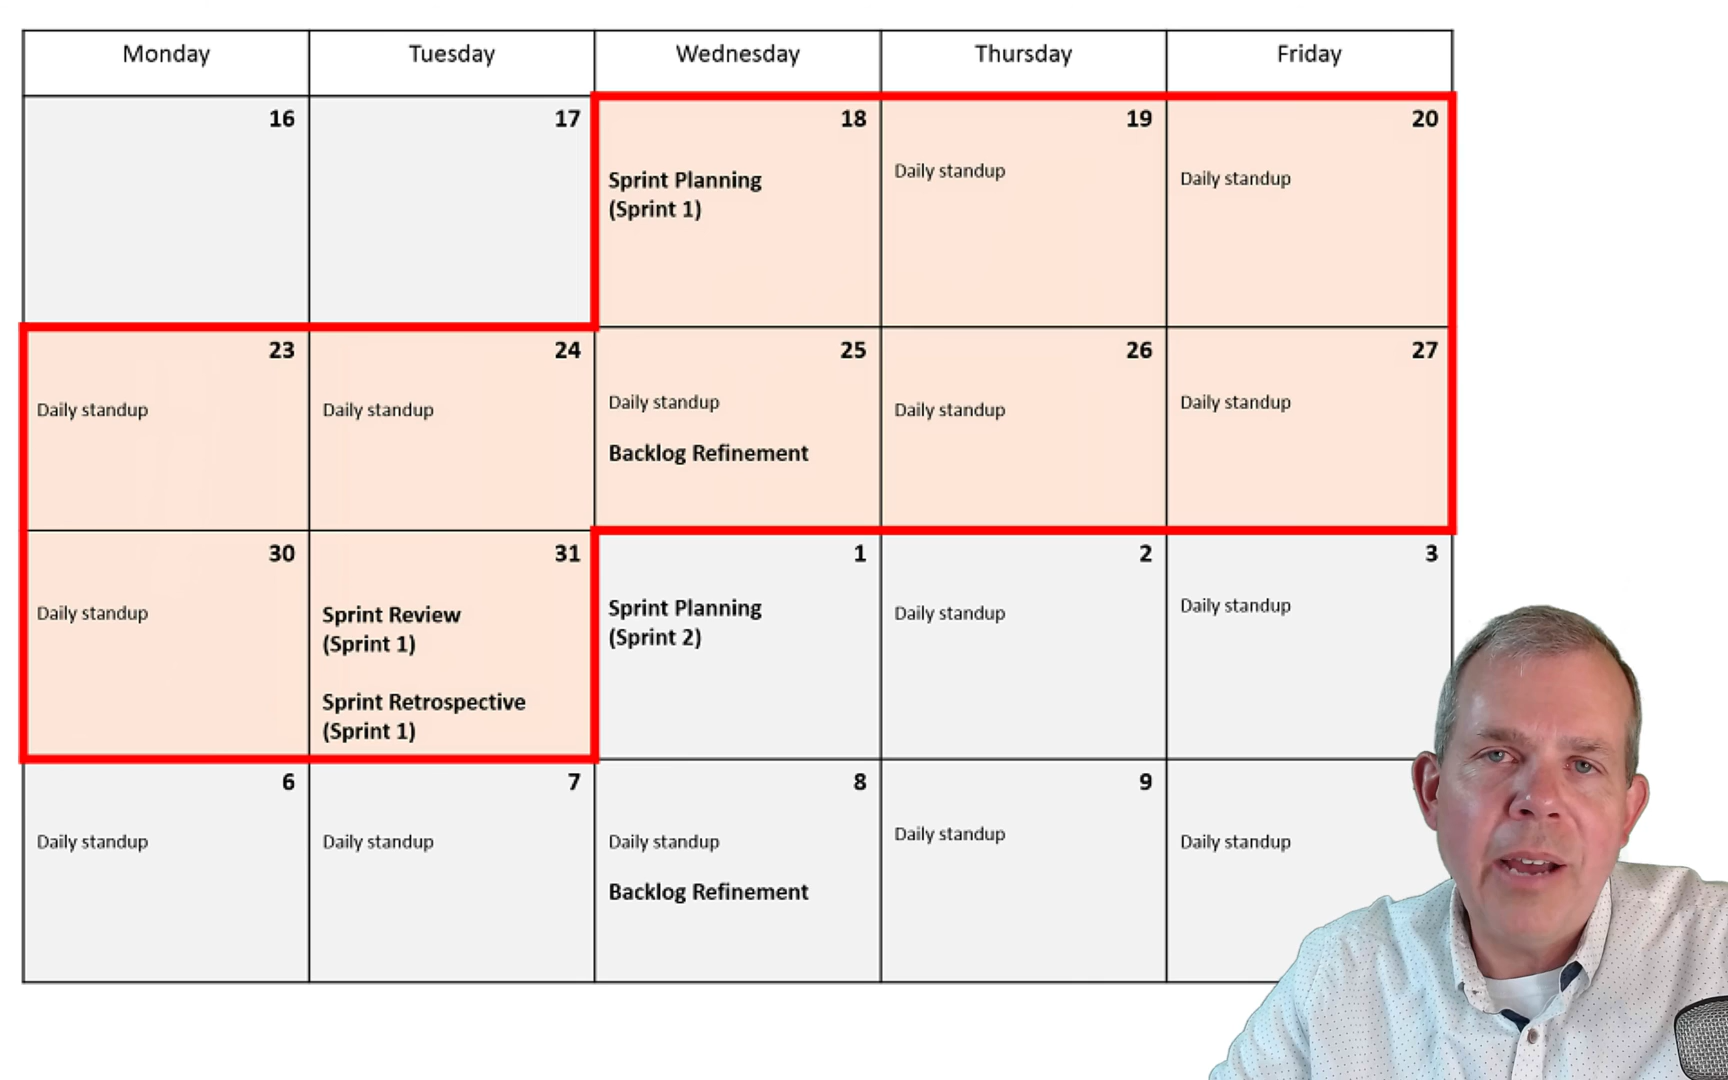 Monday Tuesday Wednesday Thursday Friday
16 17 18 19 20
Sprint Planning
(Sprint 1)
Daily standup
Daily standup
23 24 25 26 27
Daily standup
Daily standup
Daily standup
Backlog Refinement
Daily standup
Daily standup
30 31 1 2 3
Daily standup
Sprint Review
(Sprint 1)
Sprint Retrospective
(Sprint 1)
Sprint Planning
(Sprint 2)
Daily standup
Daily standup
6 7 8 9
Daily standup
Daily standup
Daily standup
Backlog Refinement
Daily standup
Daily standup